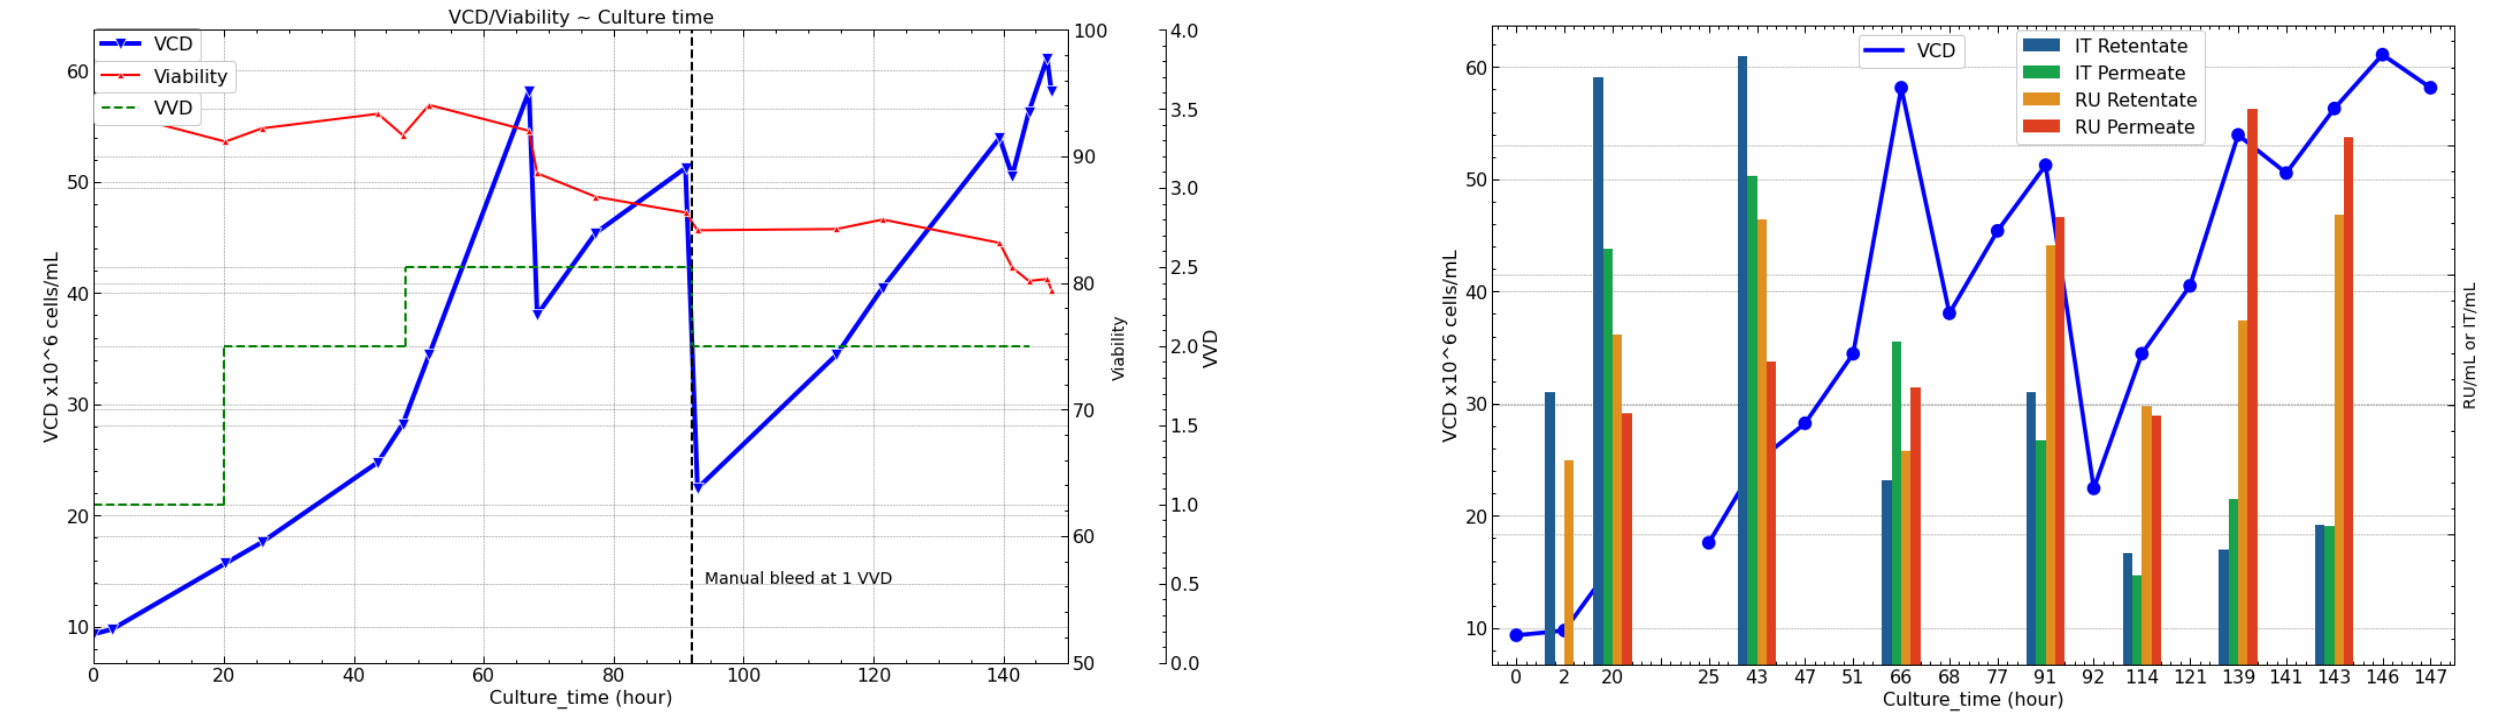 VCD/Viability ~ Culture time
VCD
Viability
VVD
60
50
40
30
20
10
VCD x10^6 cells/mL
100
90
80
70
60
50
Viability
4.0
3.5
3.0
2.5
2.0
1.5
1.0
0.5
0.0
VVD
Manual bleed at 1 VVD
0 20 40 60 80 100 120 140
Culture_time (hour)
VCD
IT Retentate
IT Permeate
RU Retentate
RU Permeate
60
50
40
30
20
10
VCD x10^6 cells/mL
RU/mL or IT/mL
0 2 20 25 43 47 51 66 68 77 91 92 114 121 139 141 143 146 147
Culture_time (hour)